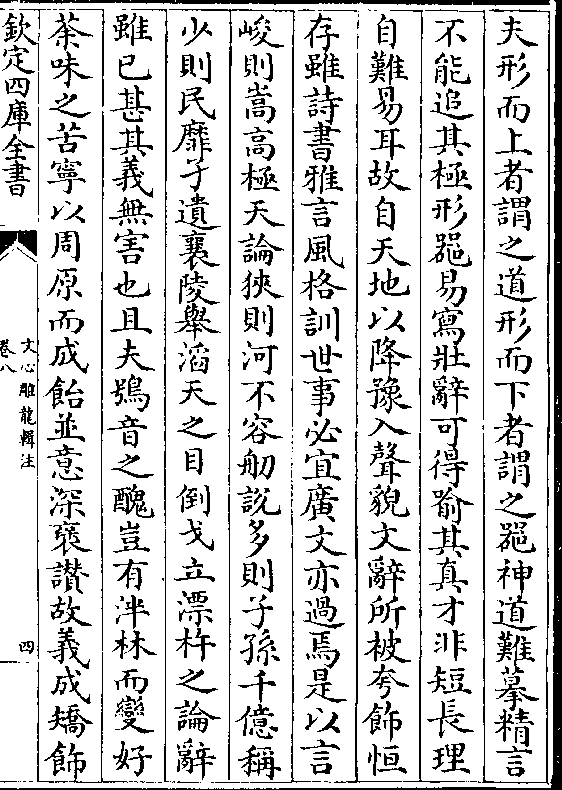 夫形而上者謂之道形而下者謂之器神道難摹精言
不能追其極形器易寫壯辭可得喻其真才非短長理
自難易耳故自天地以降豫入聲貌文辭所被夸飾恒
存雖詩書雅言風格訓世事必宜廣文亦過焉是以言
峻則嵩高極天論狹則河不容舠說多則子孫千億稱
少則民靡孑遺襄陵舉滔天之目倒戈立漂杵之論辭
雖已甚其義無害也且夫鴞音之醜豈有泮林而變好
荼味之苦寧以周原而成飴並意深褒讚故義成矯飾
欽定四庫全書
文心雕龍輯注
卷八
四